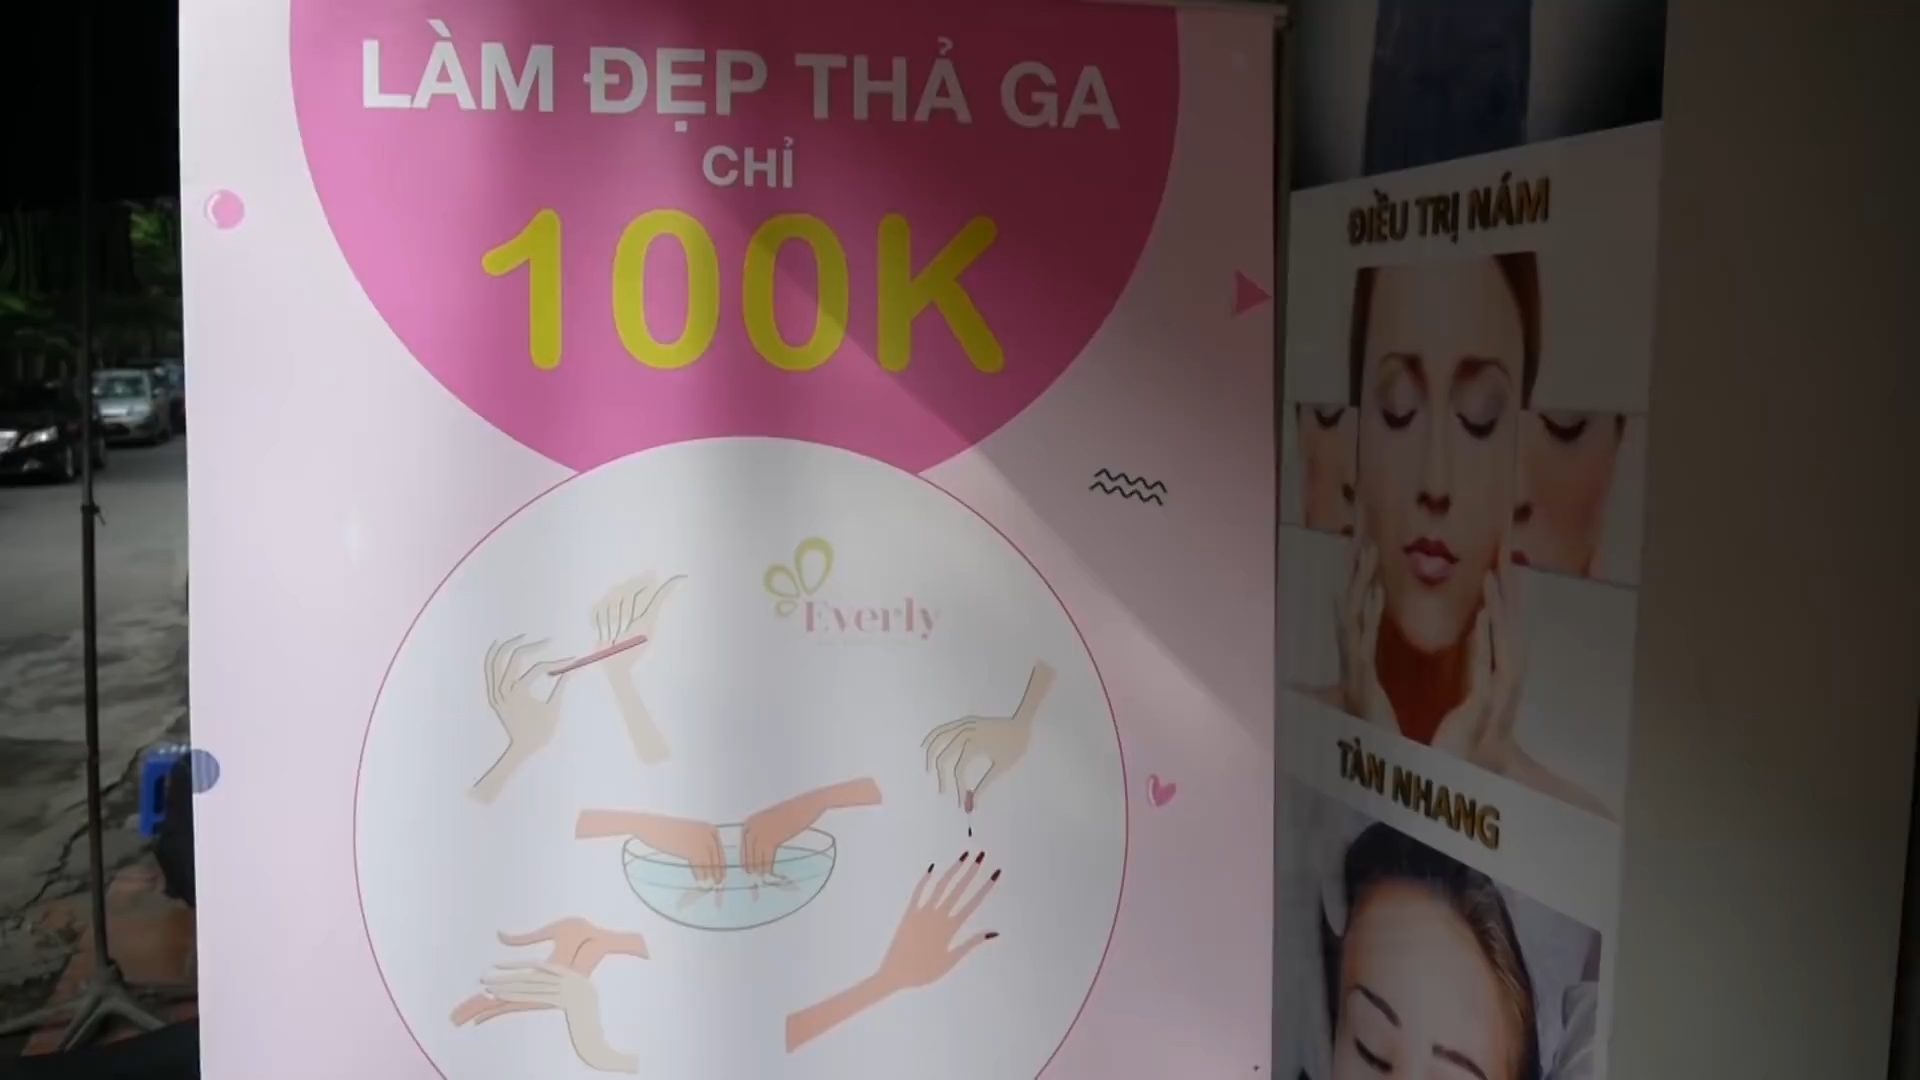 LÀM ĐẸP THẢ GA
CHỈ
100K
Everly
ĐIỀU TRỊ NÁM
TÀN NHANG